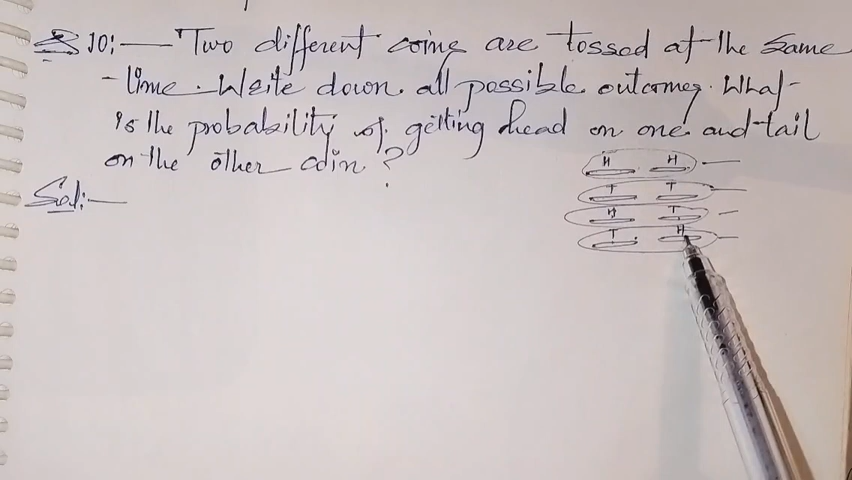 10:— Two different coins are tossed at the same
time. Write down all possible outcomes. What
is the probability of getting head on one and tail
on the other coin?
H H
Sol:—
T T
H T
T H